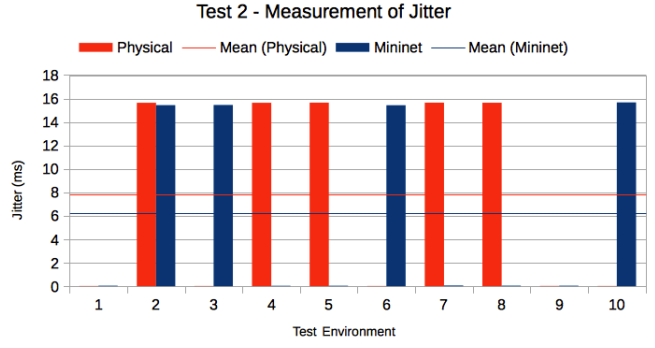 Test 2 - Measurement of Jitter
Physical Mean (Physical) Mininet Mean (Mininet)
18
16
14
12
10
8
6
4
2
0
Jitter (ms)
1 2 3 4 5 6 7 8 9 10
Test Environment